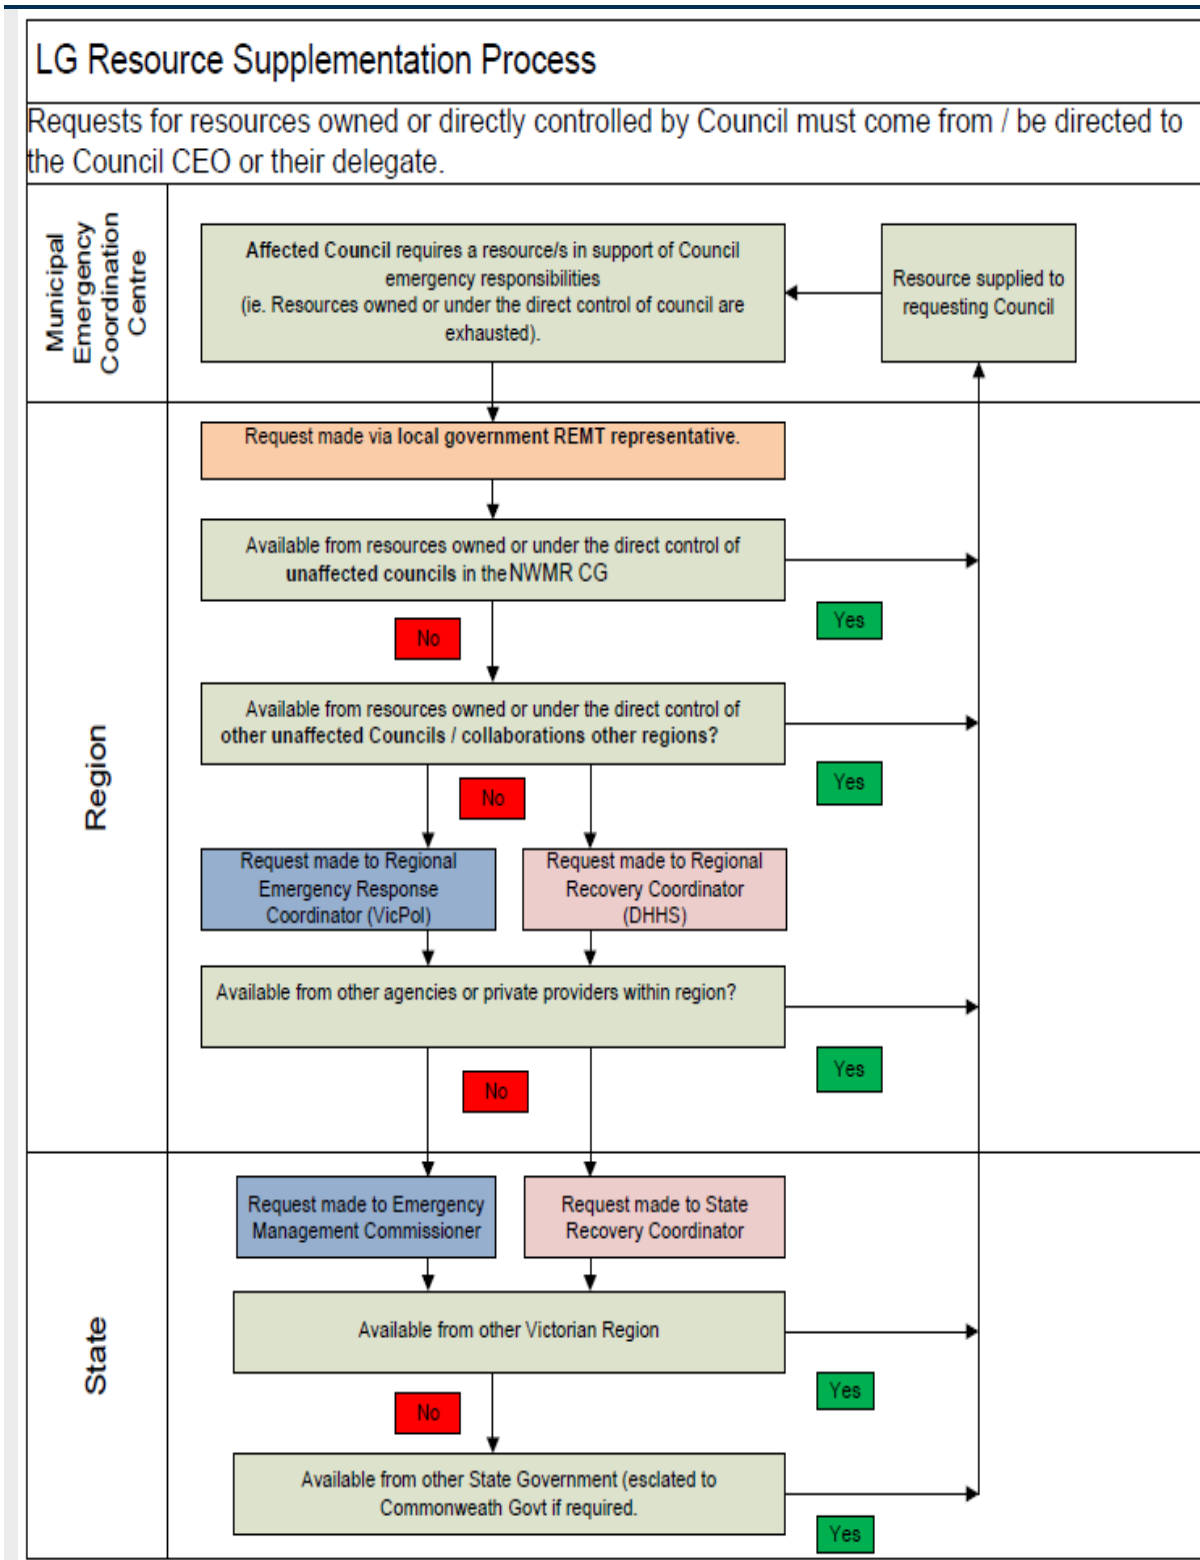 LG Resource Supplementation Process
Requests for resources owned or directly controlled by Council must come from / be directed to
the Council CEO or their delegate.
Municipal
Emergency
Coordination
Centre
Affected Council requires a resource/s in support of Council
emergency responsibilities
(ie. Resources owned or under the direct control of council are
exhausted).
Resource supplied to
requesting Council
Region
Request made via local government REMT representative.
Available from resources owned or under the direct control of
unaffected councils in the NWMR CG
Yes
No
Available from resources owned or under the direct control of
other unaffected Councils / collaborations other regions?
Yes
No
Request made to Regional
Emergency Response
Coordinator (VicPol)
Request made to Regional
Recovery Coordinator
(DHHS)
Available from other agencies or private providers within region?
Yes
No
State
Request made to Emergency
Management Commissioner
Request made to State
Recovery Coordinator
Available from other Victorian Region
Yes
No
Available from other State Government (esclated to
Commonweath Govt if required.
Yes